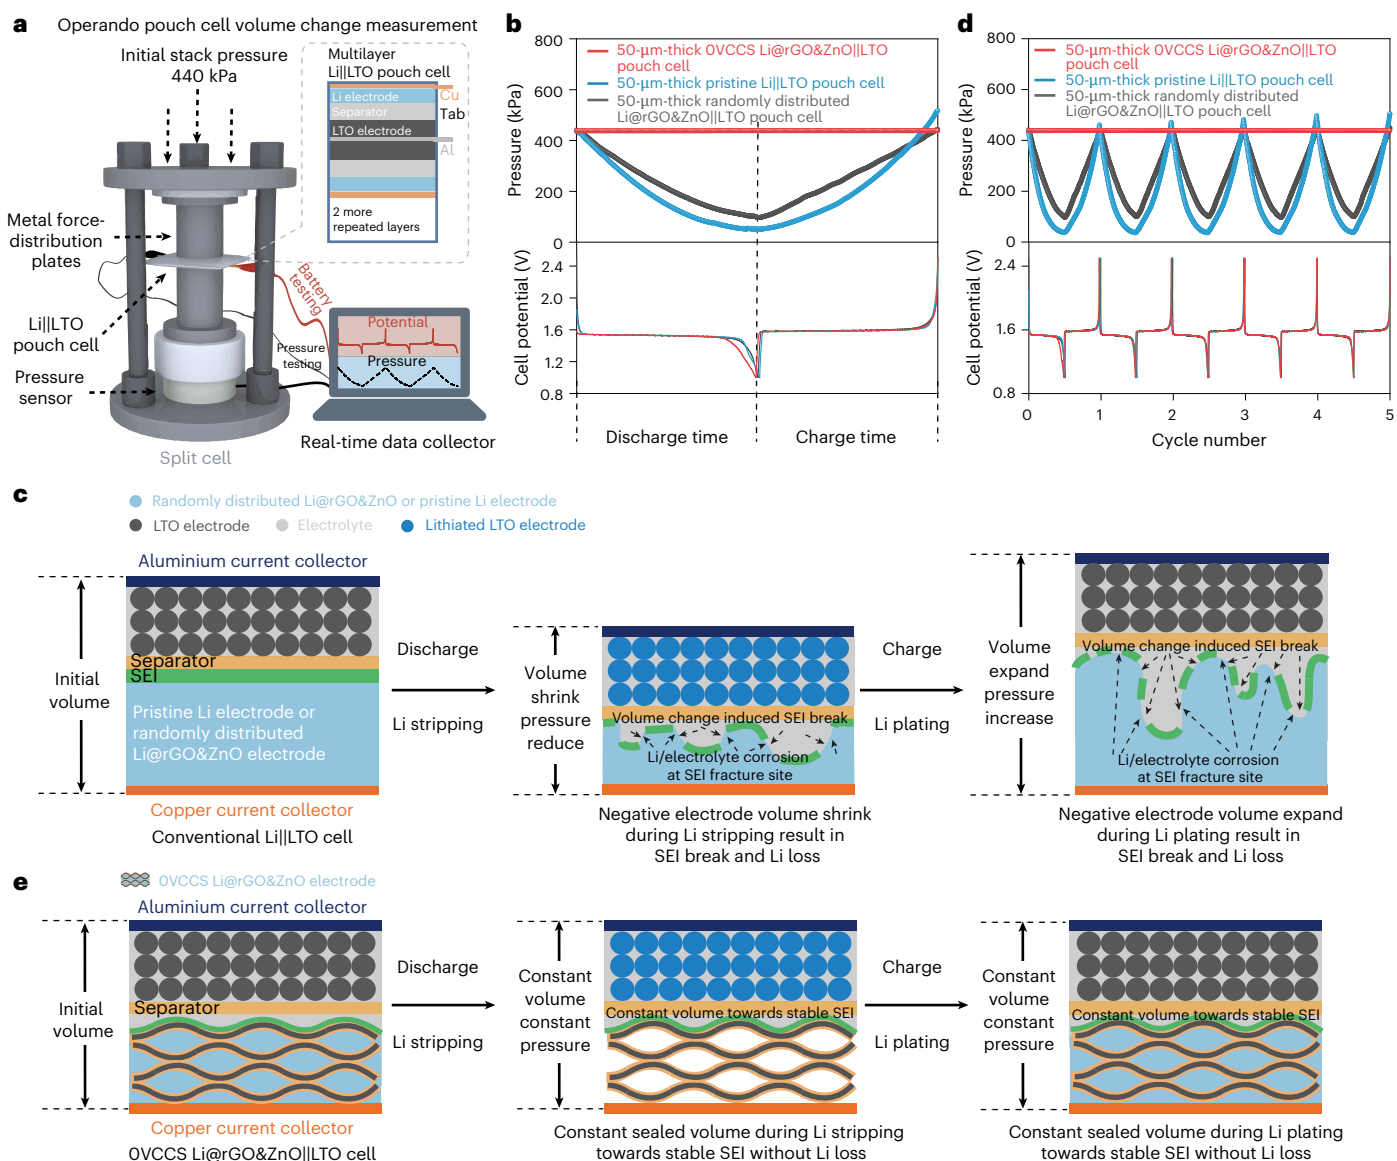 a
Operando pouch cell volume change measurement
Initial stack pressure
440 kPa
Multilayer
Li||LTO pouch cell
Li electrode
Separator
LTO electrode
Cu
Tab
Al
2 more
repeated layers
Metal force-
distribution
plates
Li||LTO
pouch cell
Pressure
sensor
Battery
testing
Pressure
testing
Potential
Pressure
Real-time data collector
Split cell
b
50-μm-thick 0VCCS Li@rGO&ZnO||LTO
pouch cell
50-μm-thick pristine Li||LTO pouch cell
50-μm-thick randomly distributed
Li@rGO&ZnO||LTO pouch cell
Pressure (kPa)
800
600
400
200
0
Cell potential (V)
2.4
2.0
1.6
1.2
0.8
Discharge time
Charge time
d
50-μm-thick 0VCCS Li@rGO&ZnO||LTO
pouch cell
50-μm-thick pristine Li||LTO pouch cell
50-μm-thick randomly distributed
Li@rGO&ZnO||LTO pouch cell
Pressure (kPa)
800
600
400
200
0
Cell potential (V)
2.4
1.6
0.8
0 1 2 3 4 5
Cycle number
c
Randomly distributed Li@rGO&ZnO or pristine Li electrode
LTO electrode
Electrolyte
Lithiated LTO electrode
Aluminium current collector
Initial
volume
Separator
SEI
Pristine Li electrode or
randomly distributed
Li@rGO&ZnO electrode
Copper current collector
Conventional Li||LTO cell
Discharge
Li stripping
Volume
shrink
pressure
reduce
Volume change induced SEI break
Li/electrolyte corrosion
at SEI fracture site
Negative electrode volume shrink
during Li stripping result in
SEI break and Li loss
Charge
Li plating
Volume
expand
pressure
increase
Volume change induced SEI break
Li/electrolyte corrosion
at SEI fracture site
Negative electrode volume expand
during Li plating result in
SEI break and Li loss
e
0VCCS Li@rGO&ZnO electrode
Aluminium current collector
Initial
volume
Separator
Copper current collector
0VCCS Li@rGO&ZnO||LTO cell
Discharge
Li stripping
Constant
volume
constant
pressure
Constant volume towards stable SEI
Constant sealed volume during Li stripping
towards stable SEI without Li loss
Charge
Li plating
Constant
volume
constant
pressure
Constant volume towards stable SEI
Constant sealed volume during Li plating
towards stable SEI without Li loss